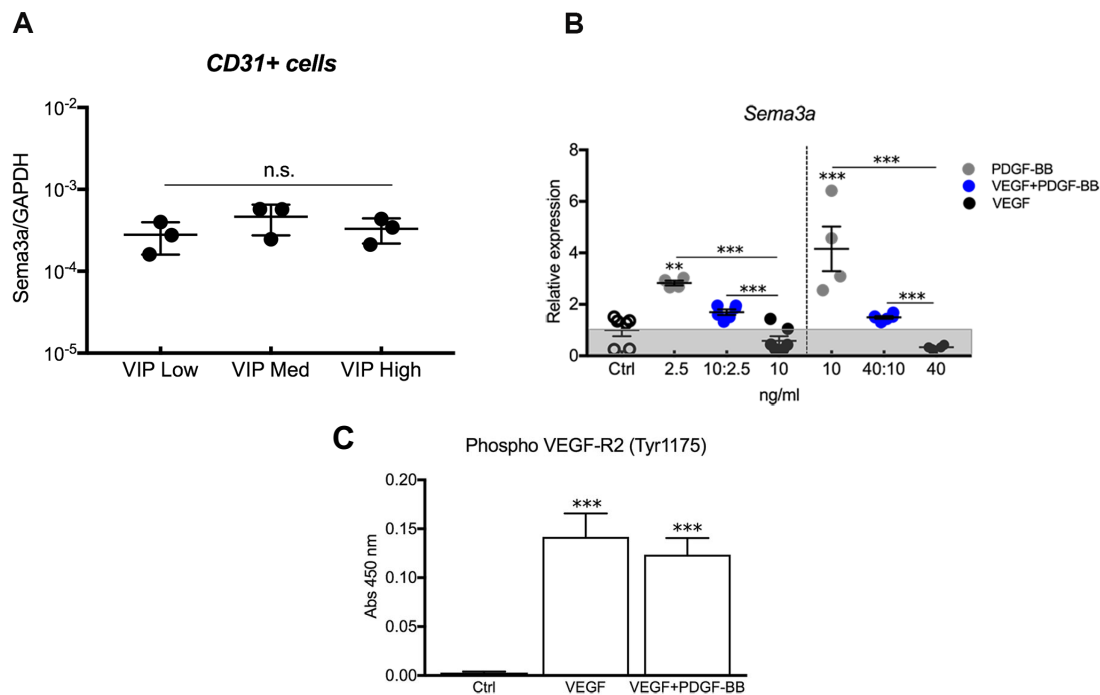 A
CD31+ cells
Sema3a/GAPDH
10-2
10-3
10-4
10-5
n.s.
VIP Low VIP Med VIP High
B
Sema3a
Relative expression
8
6
4
2
0
** *** *** *** *** ***
PDGF-BB
VEGF+PDGF-BB
VEGF
Ctrl 2.5 10:2.5 10 10 40:10 40
ng/ml
C
Phospho VEGF-R2 (Tyr1175)
Abs 450 nm
0.20
0.15
0.10
0.05
0.00
*** ***
Ctrl VEGF VEGF+PDGF-BB